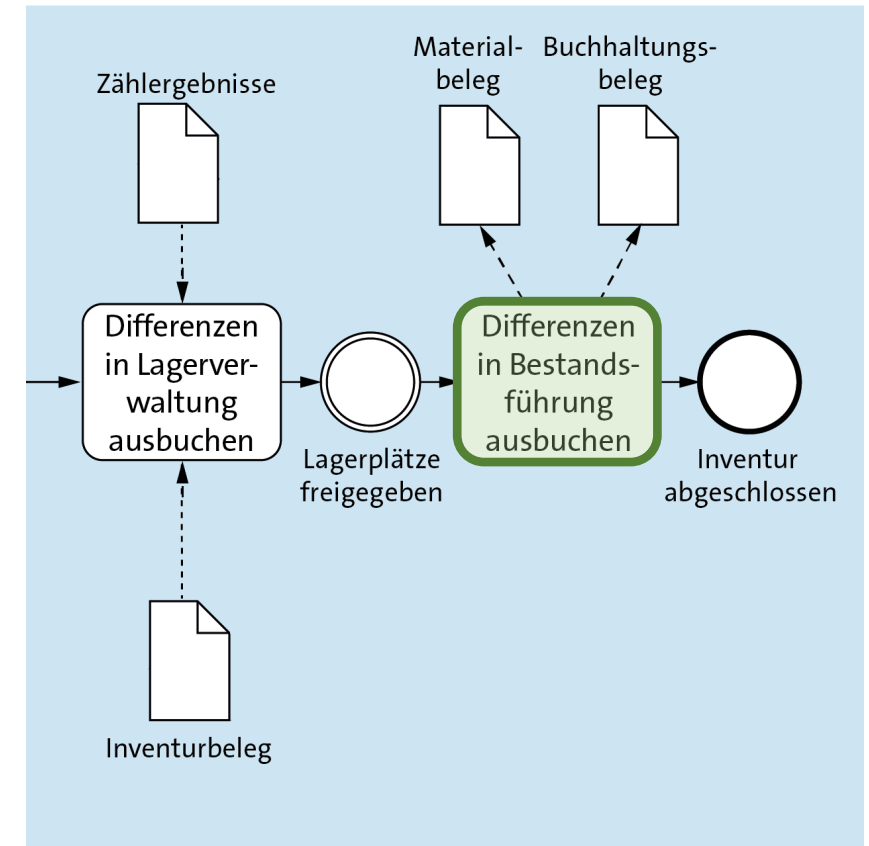 Zählergebnisse
Material-
beleg
Buchhaltungs-
beleg
Differenzen
in Lagerver-
waltung
ausbuchen
Lagerplätze
freigegeben
Differenzen
in Bestands-
führung
ausbuchen
Inventur
abgeschlossen
Inventurbeleg